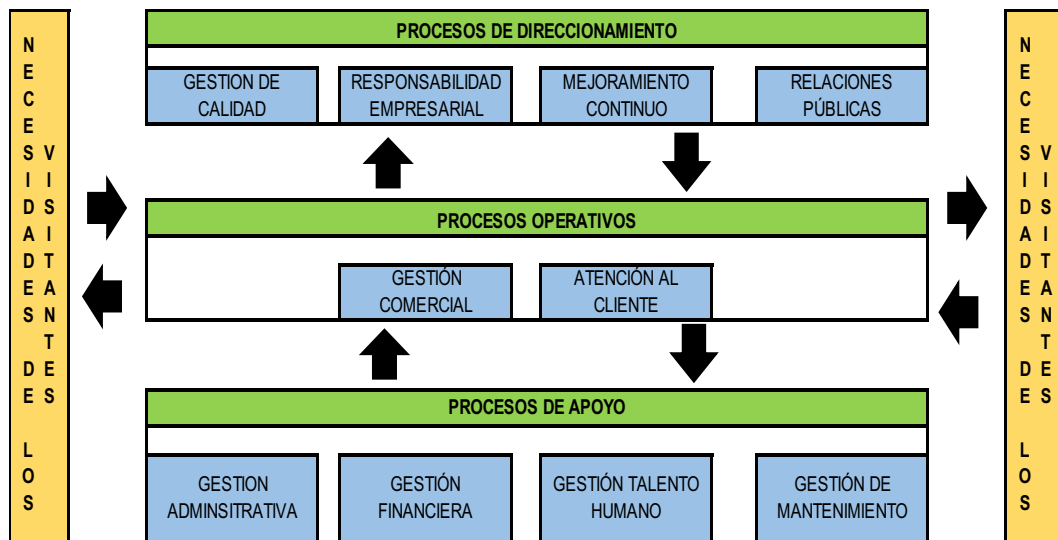 NECESIDADES DE LOS
VISITANTES
PROCESOS DE DIRECCIONAMIENTO
GESTION DE
CALIDAD
RESPONSABILIDAD
EMPRESARIAL
MEJORAMIENTO
CONTINUO
RELACIONES
PÚBLICAS
PROCESOS OPERATIVOS
GESTIÓN
COMERCIAL
ATENCIÓN AL
CLIENTE
PROCESOS DE APOYO
GESTION
ADMINSITRATIVA
GESTIÓN
FINANCIERA
GESTIÓN TALENTO
HUMANO
GESTIÓN DE
MANTENIMIENTO
NECESIDADES DE LOS
VISITANTES